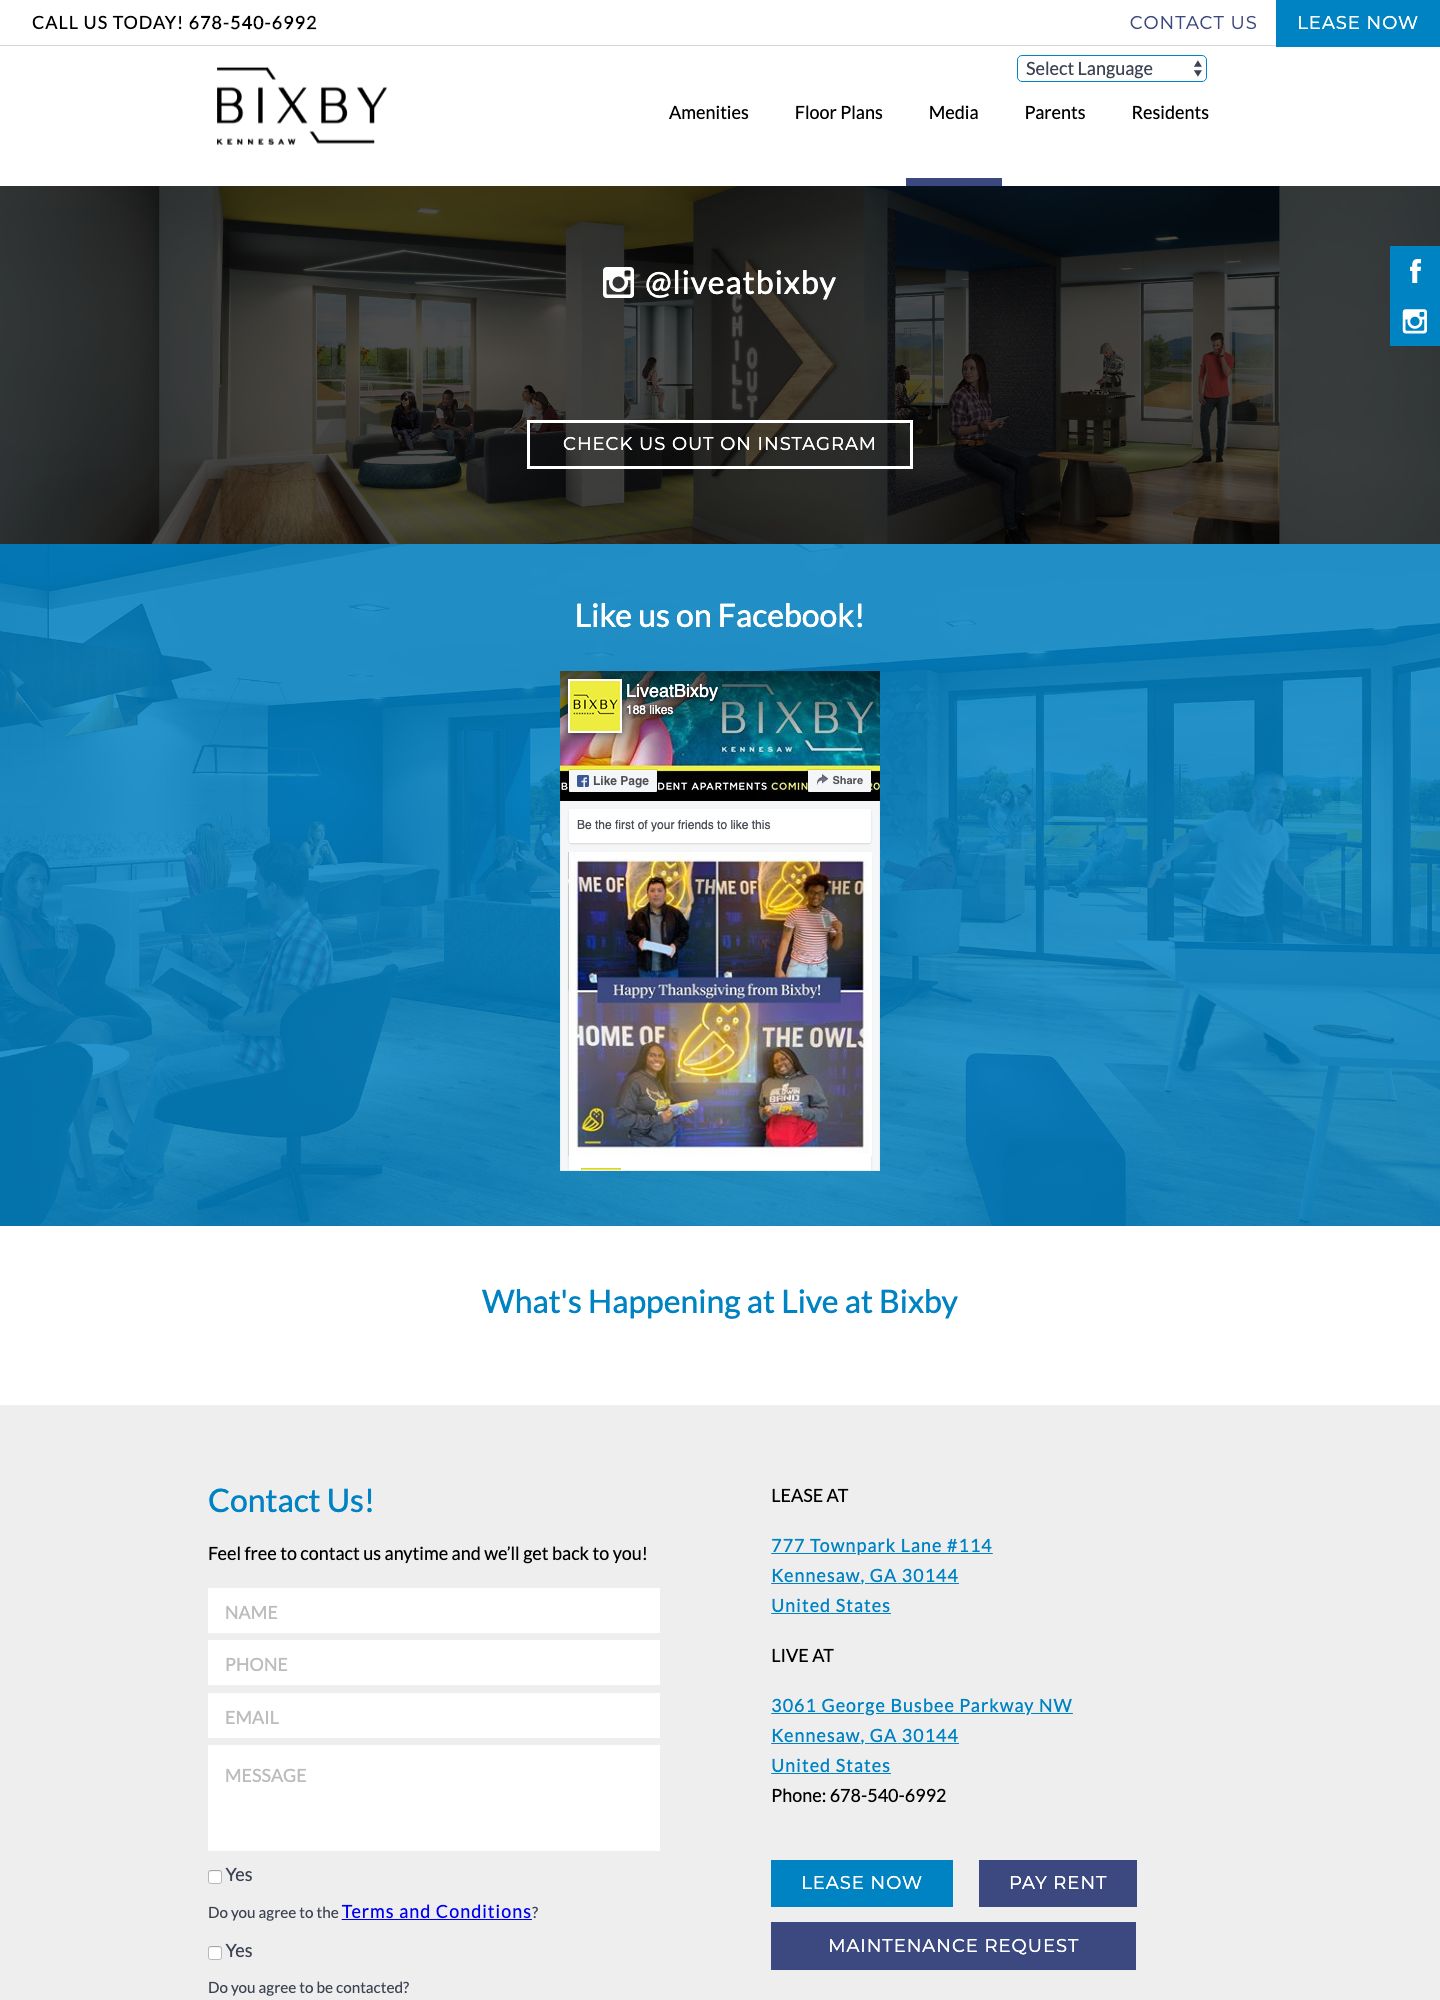 CALL US TODAY! 678-540-6992
CONTACT US
LEASE NOW
Select Language
BIXBY
KENNESAW
Amenities
Floor Plans
Media
Parents
Residents
CHILL
OUT
@liveatbixby
CHECK US OUT ON INSTAGRAM
Like us on Facebook!
BIXBY
LiveatBixby
188 likes
BIXBY
KENNESAW
Like Page
DENT APARTMENTS COMIN
Share
Be the first of your friends to like this
ME OF
THE O
Happy Thanksgiving from Bixby!
HOME OF
THE OWLS
BALDWIN
BAND
What's Happening at Live at Bixby
Contact Us!
Feel free to contact us anytime and we’ll get back to you!
NAME
PHONE
EMAIL
MESSAGE
Yes
Do you agree to the Terms and Conditions?
Yes
Do you agree to be contacted?
LEASE AT
777 Townpark Lane #114
Kennesaw, GA 30144
United States
LIVE AT
3061 George Busbee Parkway NW
Kennesaw, GA 30144
United States
Phone: 678-540-6992
LEASE NOW
PAY RENT
MAINTENANCE REQUEST